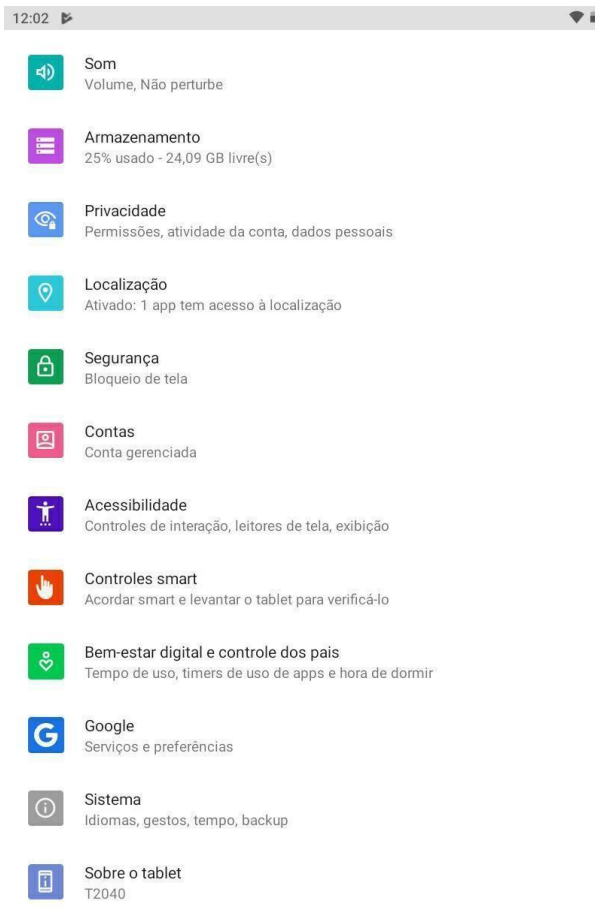 12:02
Som
Volume, Não perturbe
Armazenamento
25% usado - 24,09 GB livre(s)
Privacidade
Permissões, atividade da conta, dados pessoais
Localização
Ativado: 1 app tem acesso à localização
Segurança
Bloqueio de tela
Contas
Conta gerenciada
Acessibilidade
Controles de interação, leitores de tela, exibição
Controles smart
Acordar smart e levantar o tablet para verificá-lo
Bem-estar digital e controle dos pais
Tempo de uso, timers de uso de apps e hora de dormir
Google
Serviços e preferências
Sistema
Idiomas, gestos, tempo, backup
Sobre o tablet
T2040